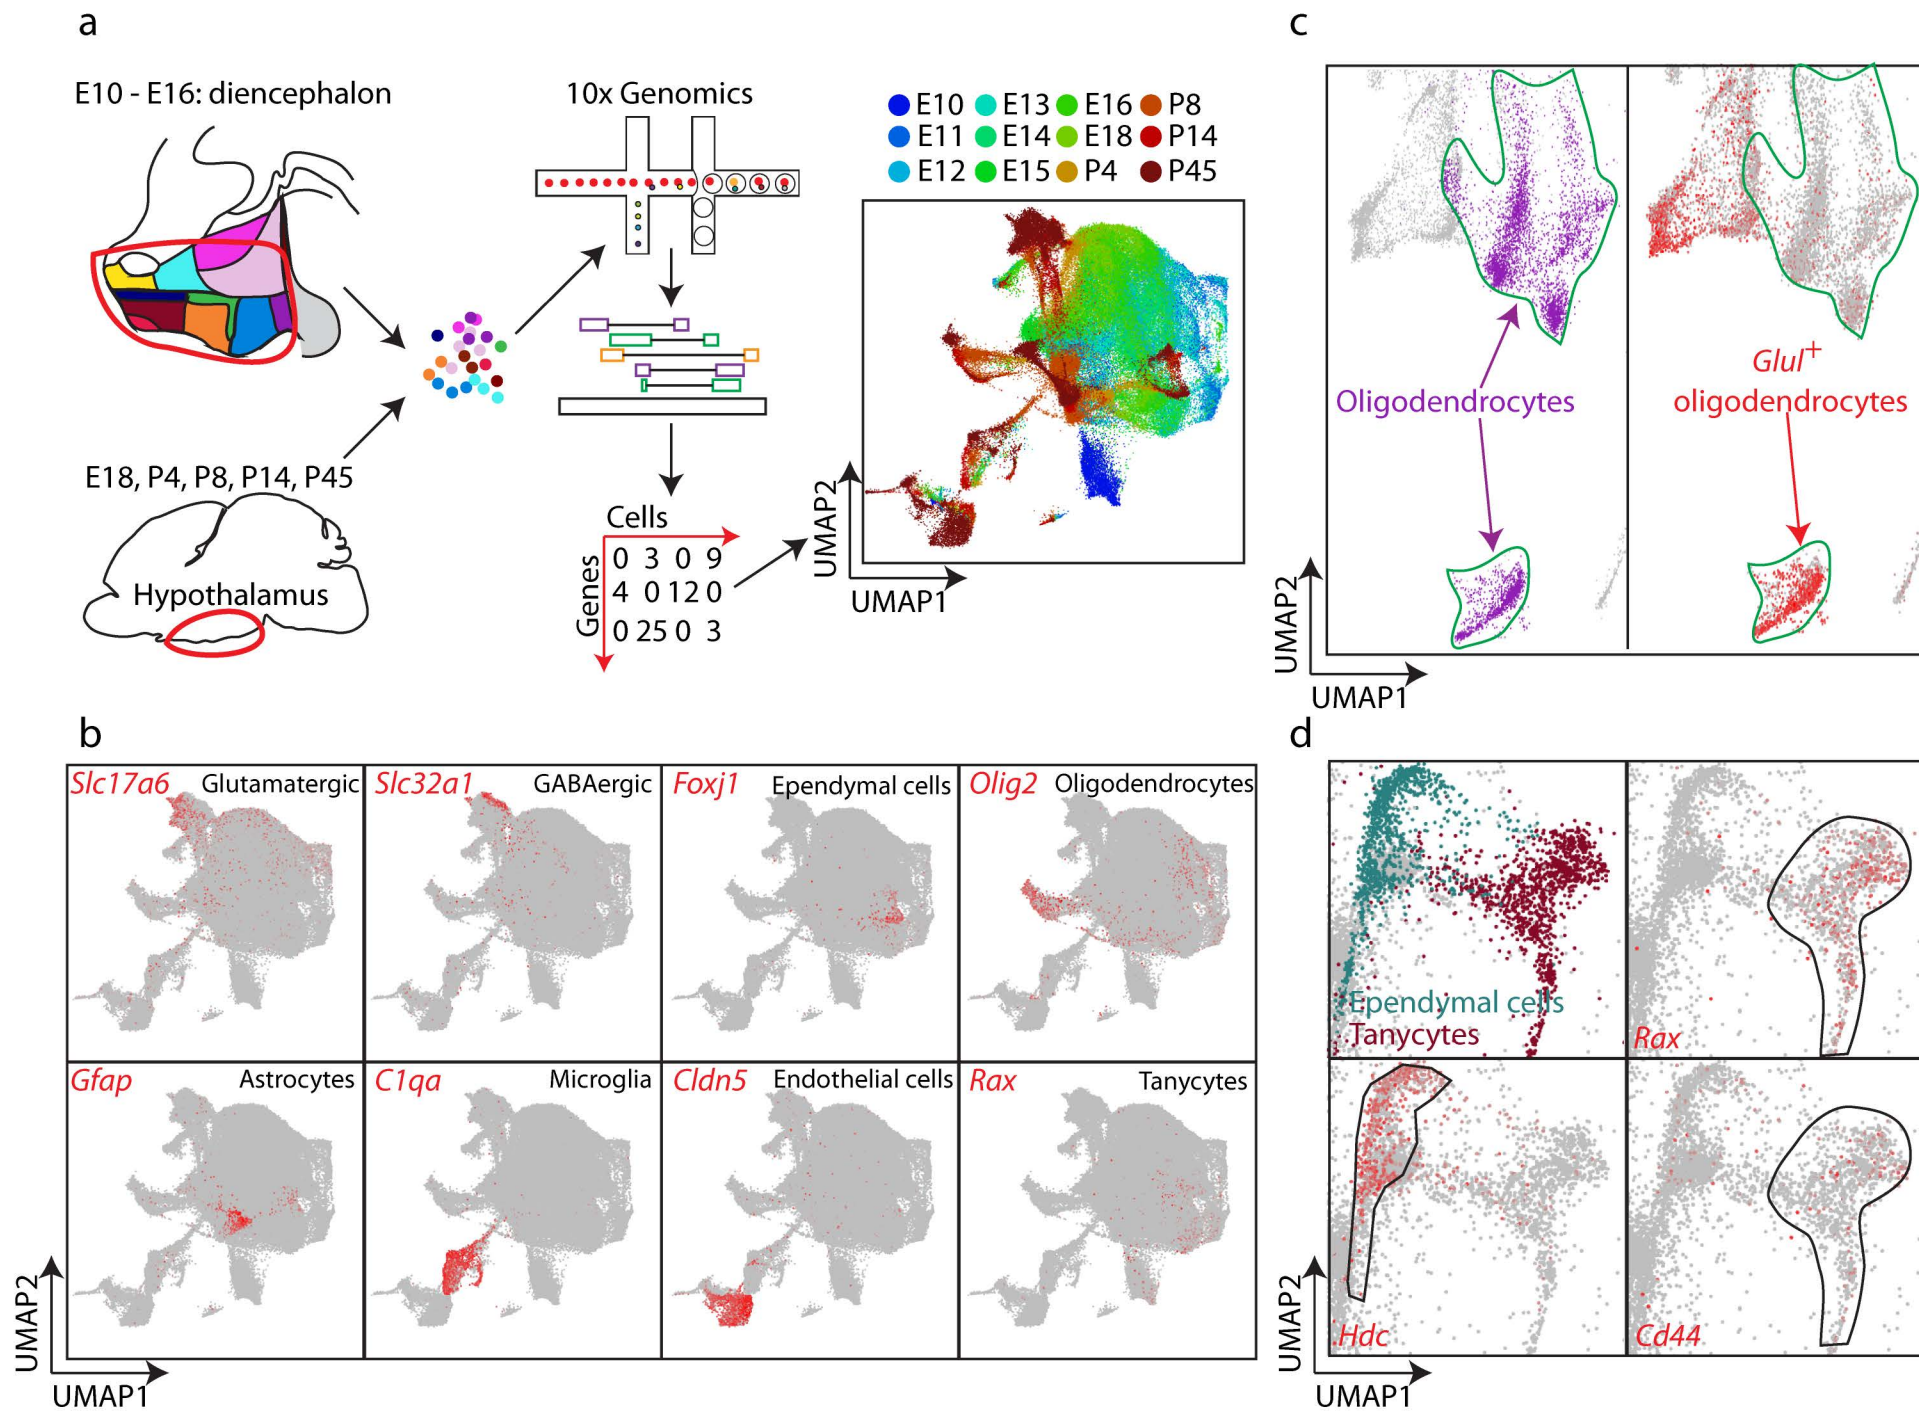 a
E10 - E16: diencephalon
10x Genomics
E10 E13 E16 P8
E11 E14 E18 P14
E12 E15 P4 P45
E18, P4, P8, P14, P45
Hypothalamus
Cells
Genes
0 3 0 9
4 0 12 0
0 25 0 3
UMAP2
UMAP1
c
Oligodendrocytes
Glul+
oligodendrocytes
UMAP2
UMAP1
b
Slc17a6 Glutamatergic
Slc32a1 GABAergic
Foxj1 Ependymal cells
Olig2 Oligodendrocytes
Gfap Astrocytes
C1qa Microglia
Cldn5 Endothelial cells
Rax Tanycytes
UMAP2
UMAP1
d
Ependymal cells
Tanycytes
Rax
Hdc
Cd44
UMAP2
UMAP1